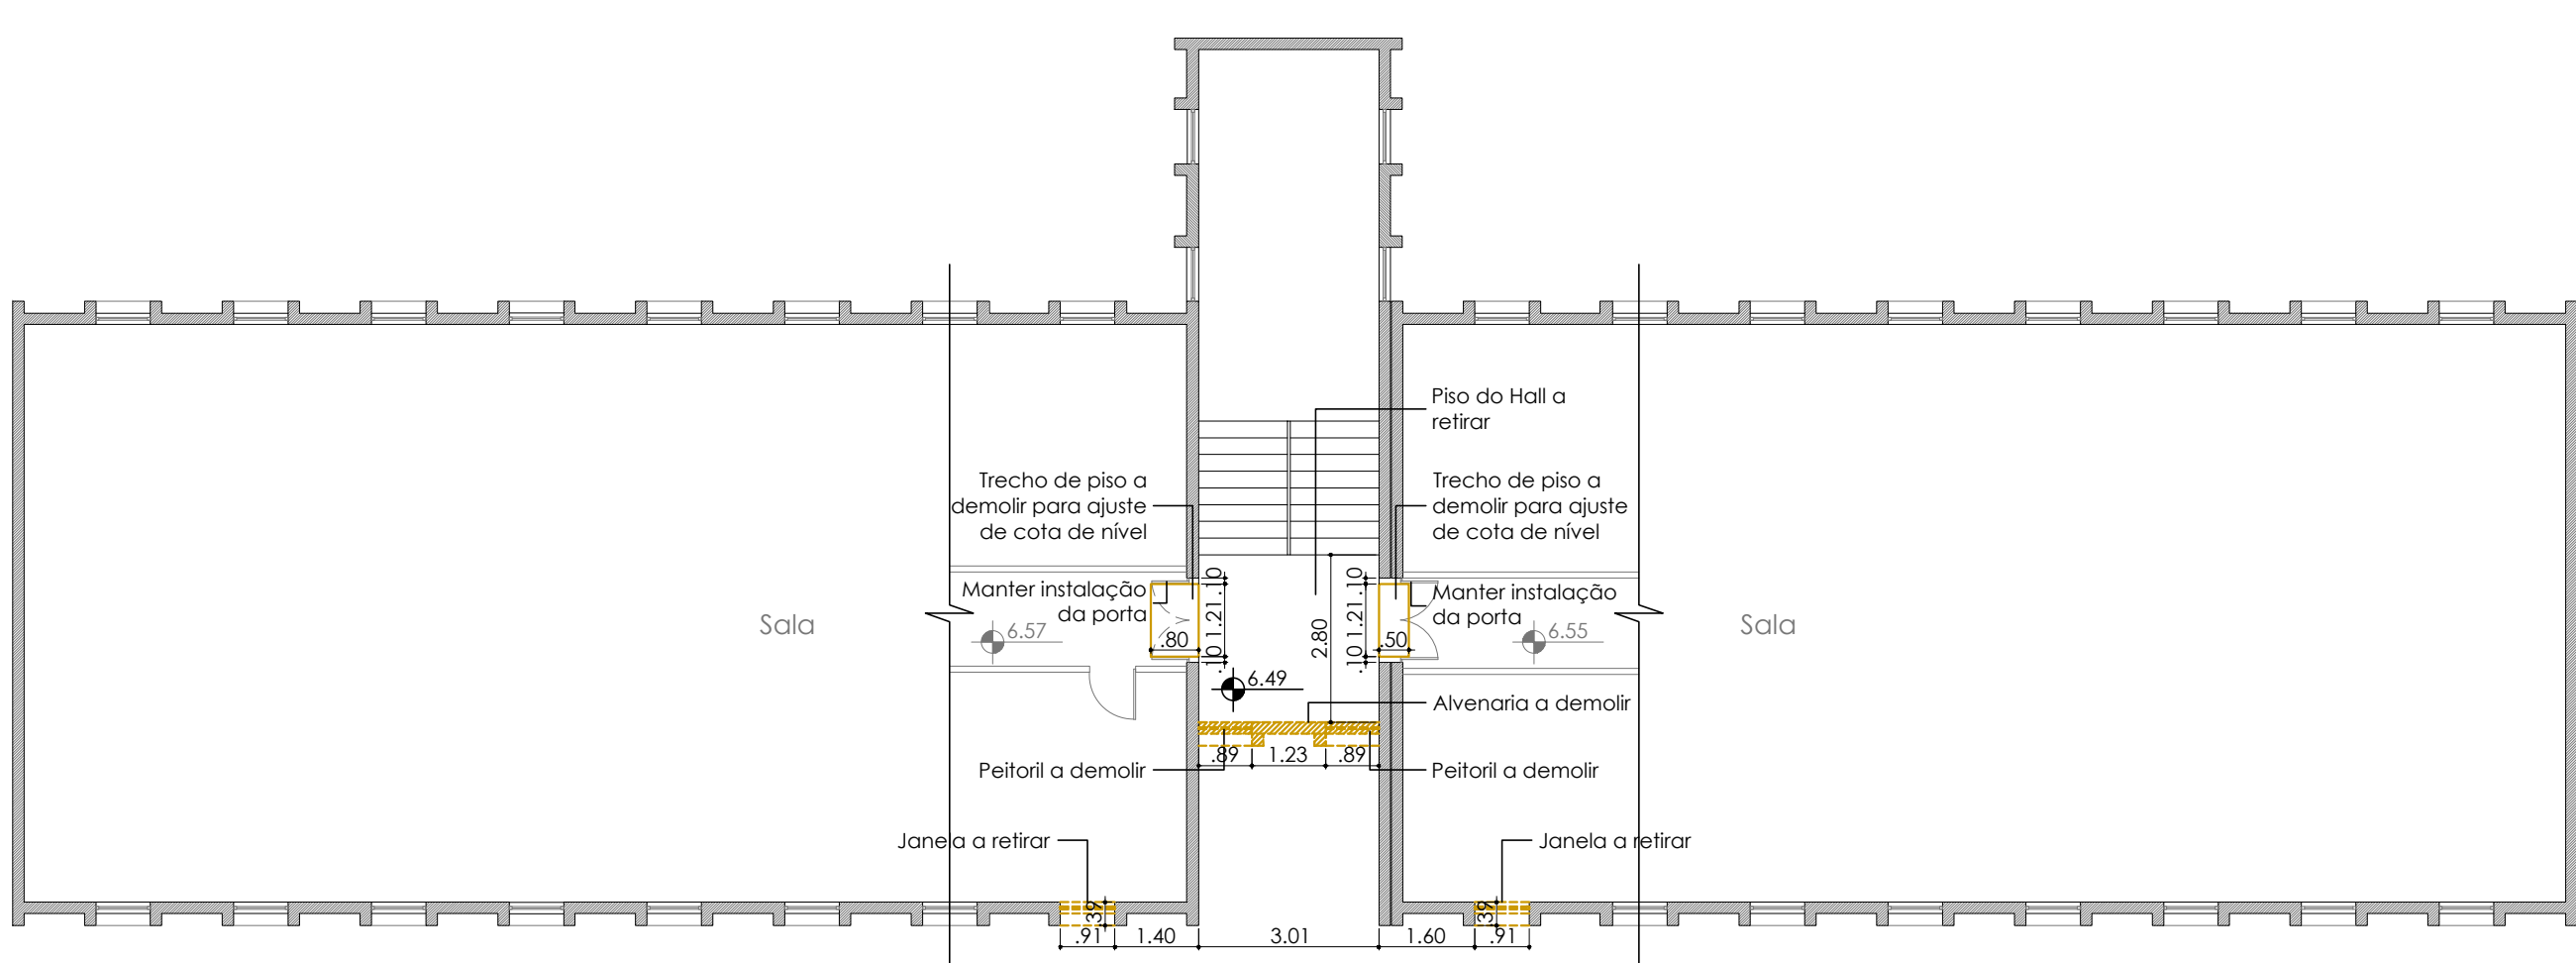 Piso do Hall a
retirar
Trecho de piso a
demolir para ajuste
de cota de nível
Trecho de piso a
demolir para ajuste
de cota de nível
Manter instalação
da porta
Manter instalação
da porta
Sala
6.57
.80
.10
1.21
.10
2.80
.10
1.21
.10
.50
6.55
Sala
6.49
Alvenaria a demolir
.89
1.23
.89
Peitoril a demolir
Peitoril a demolir
Janela a retirar
Janela a retirar
.39
.39
.91
1.40
3.01
1.60
.91